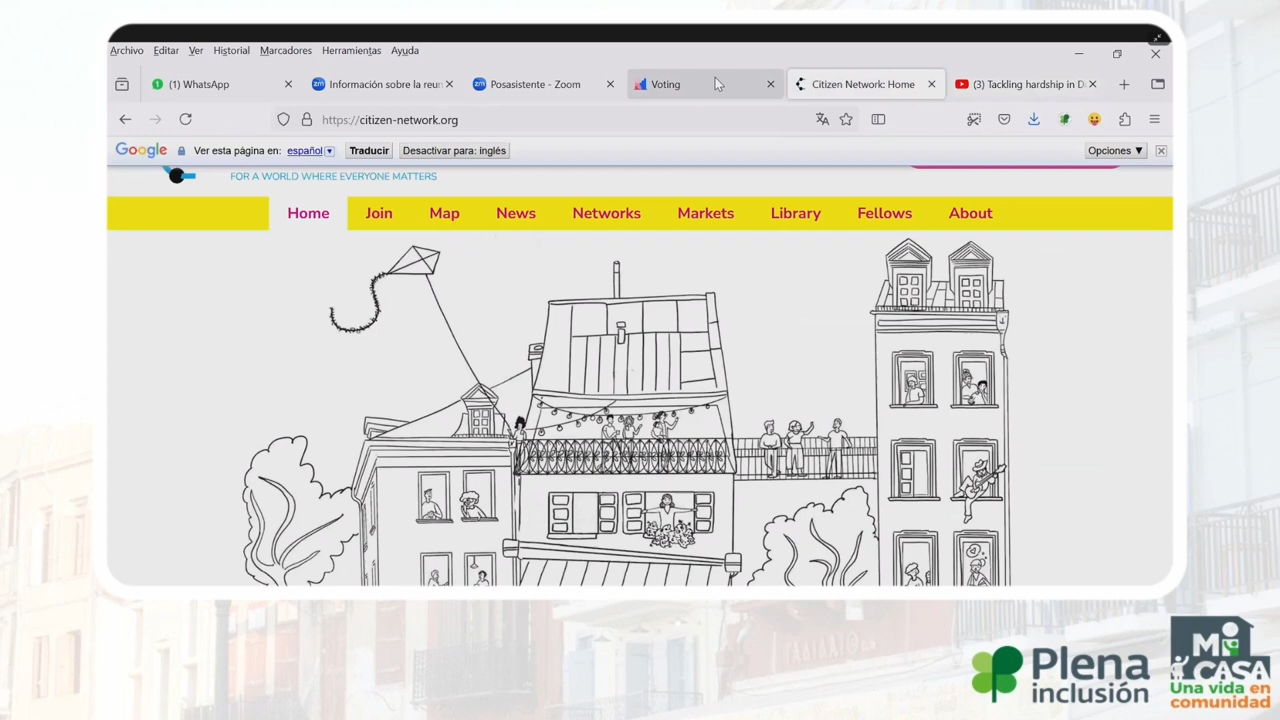 Archivo Editar Ver Historial Marcadores Herramientas Ayuda
(1) WhatsApp
Información sobre la reun
Posasistente - Zoom
Voting
Citizen Network: Home
(3) Tackling hardship in D
https://citizen-network.org
Google Ver esta página en: español Traducir Desactivar para: inglés Opciones
FOR A WORLD WHERE EVERYONE MATTERS
Home Join Map News Networks Markets Library Fellows About
Plena
inclusión
Mi
CASA
Una vida en
comunidad